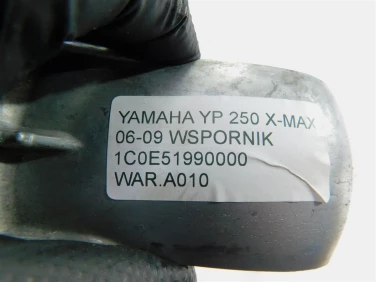 YAMAHA YP 250 X-MAX
06-09 WSPORNIK
1C0E51990000
WAR.A010